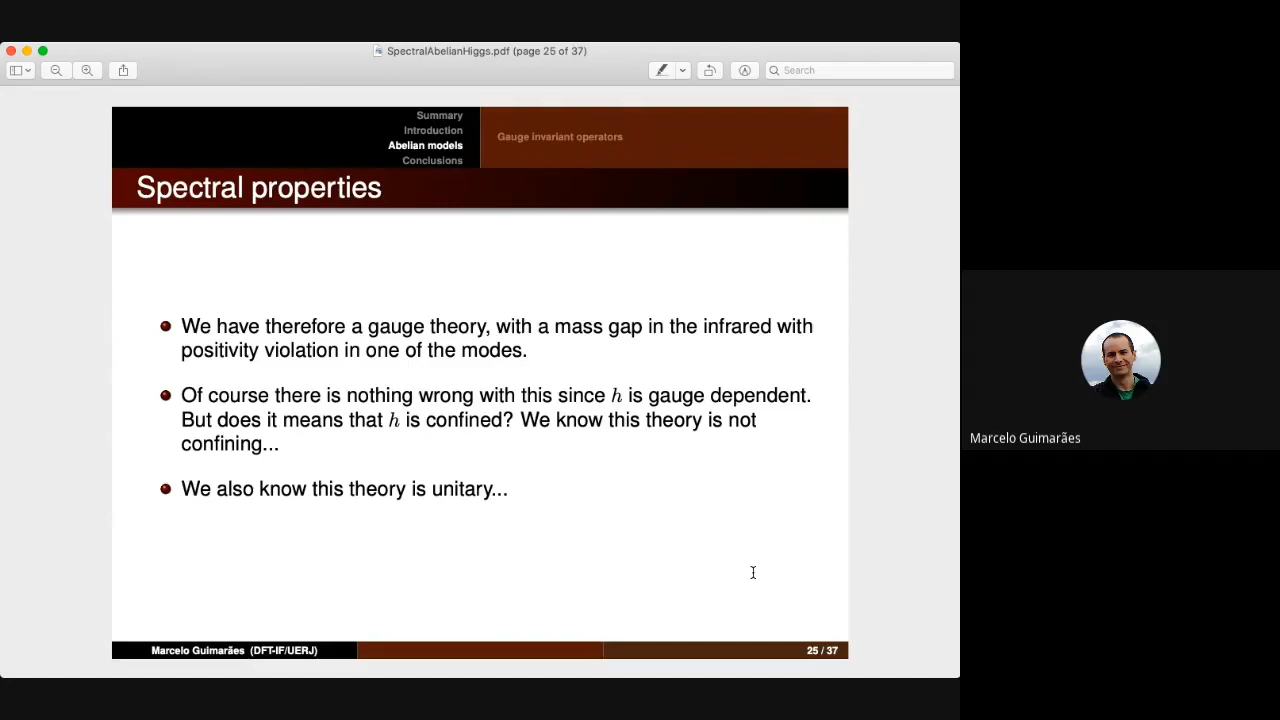 SpectralAbelianHiggs.pdf (page 25 of 37)
Search
Summary
Introduction
Abelian models
Conclusions
Gauge invariant operators
Spectral properties
We have therefore a gauge theory, with a mass gap in the infrared with
positivity violation in one of the modes.
Of course there is nothing wrong with this since h is gauge dependent.
But does it means that h is confined? We know this theory is not
confining...
We also know this theory is unitary...
Marcelo Guimarães (DFT-IF/UERJ)
25 / 37
Marcelo Guimarães